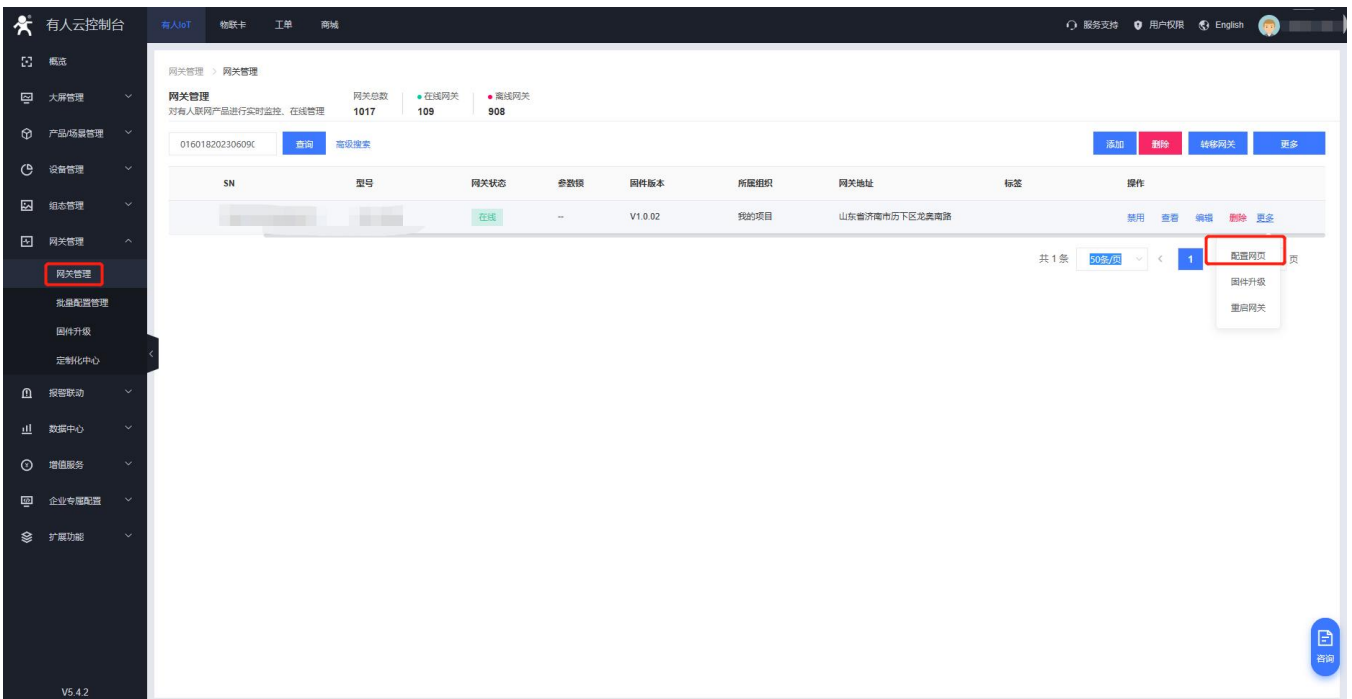 有人云控制台
有人IoT 物联卡 工单 商城
服务支持 用户权限 English
概览
大屏管理
产品/场景管理
设备管理
组态管理
网关管理
网关管理
批量配置管理
固件升级
定制化中心
报警联动
数据中心
增值服务
企业专属配置
扩展功能
V5.4.2
网关管理 > 网关管理
网关管理 网关总数 在线网关 离线网关
对有人联网产品进行实时监控、在线管理 1017 109 908
查询 高级搜索 添加 删除 转移网关 更多
SN 型号 网关状态 参数锁 固件版本 所属组织 网关地址 标签 操作
在线 -- V1.0.02 我的项目 山东省济南市历下区龙奥南路 禁用 查看 编辑 删除 更多
共 1 条 50条/页 < 1 页
配置网页
固件升级
重启网关
咨询